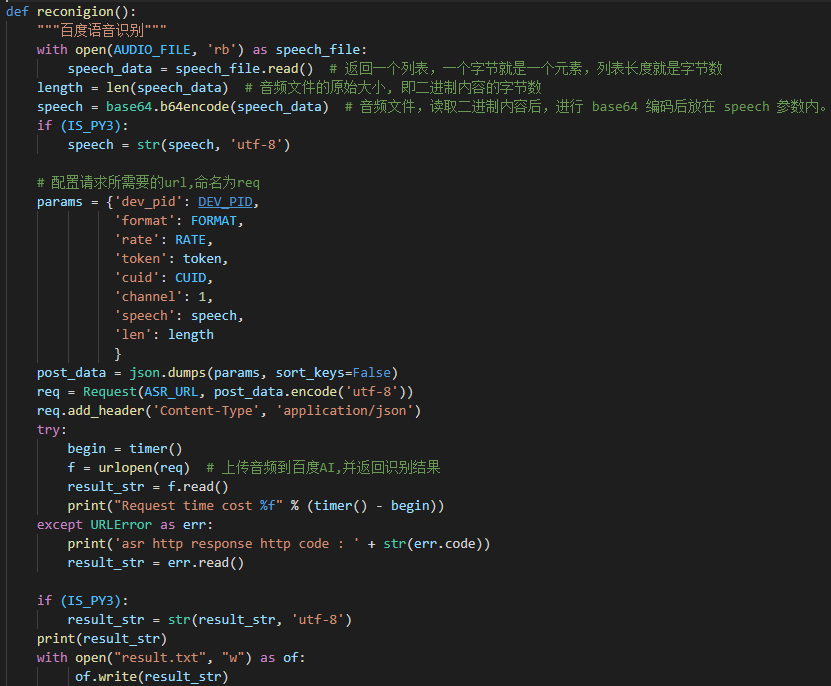 def reconigion():
    """百度语音识别"""
    with open(AUDIO_FILE, 'rb') as speech_file:
        speech_data = speech_file.read()  # 返回一个列表，一个字节就是一个元素，列表长度就是字节数
    length = len(speech_data)  # 音频文件的原始大小, 即二进制内容的字节数
    speech = base64.b64encode(speech_data)  # 音频文件，读取二进制内容后，进行 base64 编码后放在 speech 参数内。
    if (IS_PY3):
        speech = str(speech, 'utf-8')

    # 配置请求所需要的url,命名为req
    params = {'dev_pid': DEV_PID,
              'format': FORMAT,
              'rate': RATE,
              'token': token,
              'cuid': CUID,
              'channel': 1,
              'speech': speech,
              'len': length
              }
    post_data = json.dumps(params, sort_keys=False)
    req = Request(ASR_URL, post_data.encode('utf-8'))
    req.add_header('Content-Type', 'application/json')
    try:
        begin = timer()
        f = urlopen(req)  # 上传音频到百度AI,并返回识别结果
        result_str = f.read()
        print("Request time cost %f" % (timer() - begin))
    except URLError as err:
        print('asr http response http code : ' + str(err.code))
        result_str = err.read()

    if (IS_PY3):
        result_str = str(result_str, 'utf-8')
    print(result_str)
    with open("result.txt", "w") as of:
         of.write(result_str)